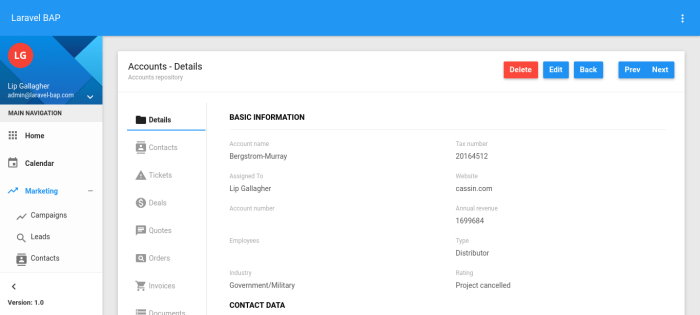 Laravel BAP
LG
Lip Gallagher
admin@laravel-bap.com
MAIN NAVIGATION
Home
Calendar
Marketing
Campaigns
Leads
Contacts
Version: 1.0
Accounts - Details
Accounts repository
Delete
Edit
Back
Prev
Next
Details
Contacts
Tickets
Deals
Quotes
Orders
Invoices
Documents
BASIC INFORMATION
Account name
Bergstrom-Murray
Tax number
20164512
Assigned To
Lip Gallagher
Website
cassin.com
Account number
Annual revenue
1699684
Employees
Type
Distributor
Industry
Government/Military
Rating
Project cancelled
CONTACT DATA